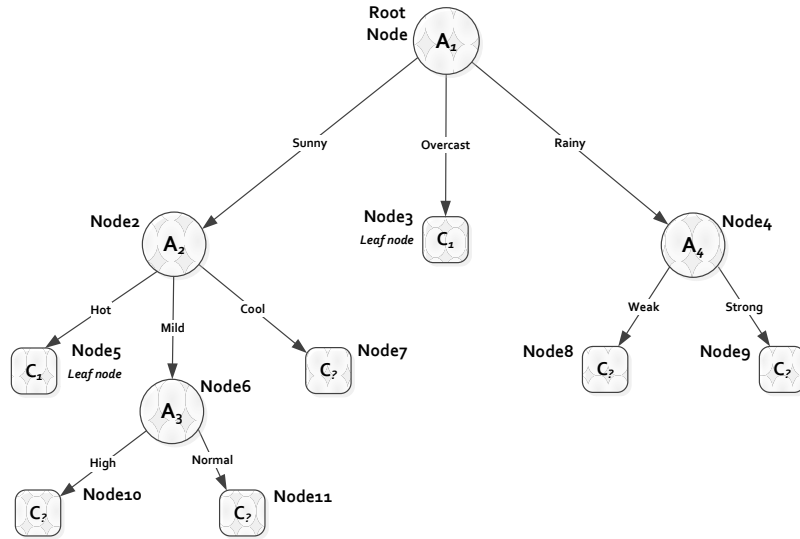 Root
Node
A1
Sunny
Overcast
Rainy
Node2
A2
Node3
Leaf node
C1
Node4
A4
Hot
Mild
Cool
Weak
Strong
Node5
Leaf node
C1
Node7
C?
Node8
C?
Node9
C?
Node6
A3
High
Normal
Node10
C?
Node11
C?